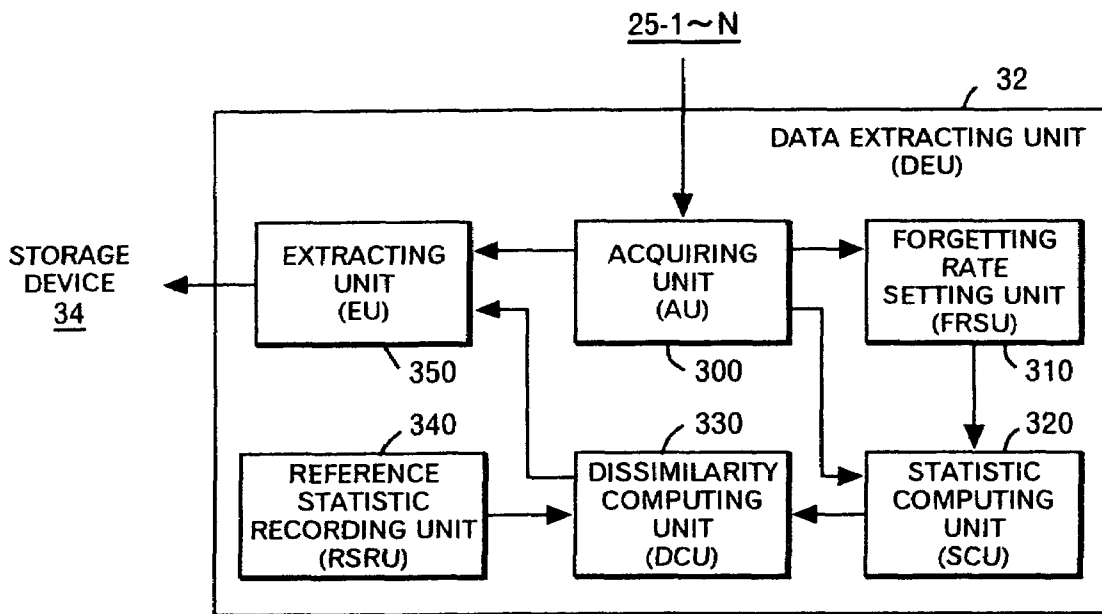 25-1~N
32
DATA EXTRACTING UNIT
(DEU)
STORAGE
DEVICE
34
EXTRACTING
UNIT
(EU)
350
ACQUIRING
UNIT
(AU)
300
FORGETTING
RATE
SETTING UNIT
(FRSU)
310
340
REFERENCE
STATISTIC
RECORDING UNIT
(RSRU)
330
DISSIMILARITY
COMPUTING
UNIT
(DCU)
320
STATISTIC
COMPUTING
UNIT
(SCU)